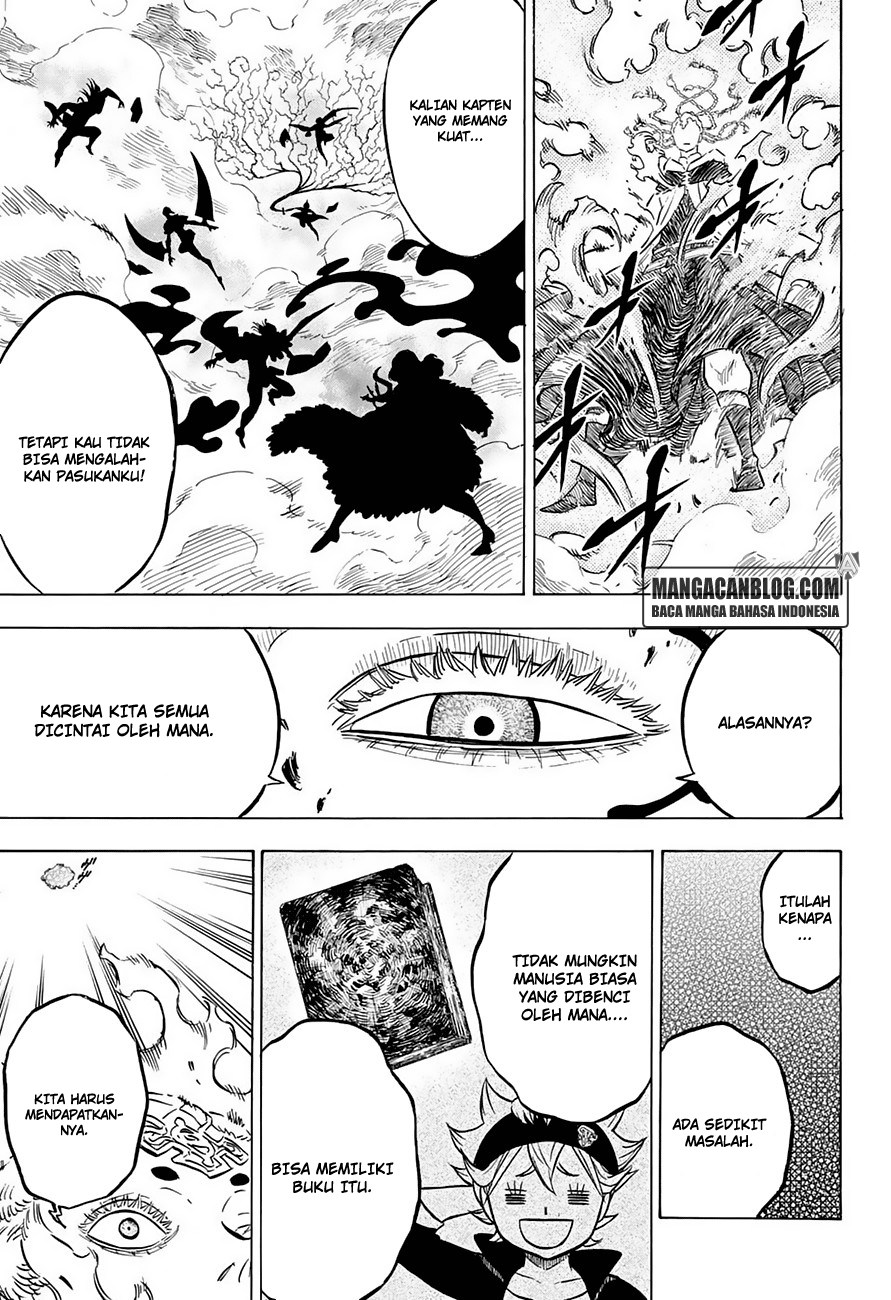 KALIAN KAPTEN
YANG MEMANG
KUAT...
TETAPI KAU TIDAK
BISA MENGALAH-
KAN PASUKANKU!
MANGACANBLOG.COM
BACA MANGA BAHASA INDONESIA
ALASANNYA?
KARENA KITA SEMUA
DICINTAI OLEH MANA.
ITULAH
KENAPA
...
ADA SEDIKIT
MASALAH.
TIDAK MUNGKIN
MANUSIA BIASA
YANG DIBENCI
OLEH MANA....
BISA MEMILIKI
BUKU ITU.
KITA HARUS
MENDAPATKAN-
NYA.